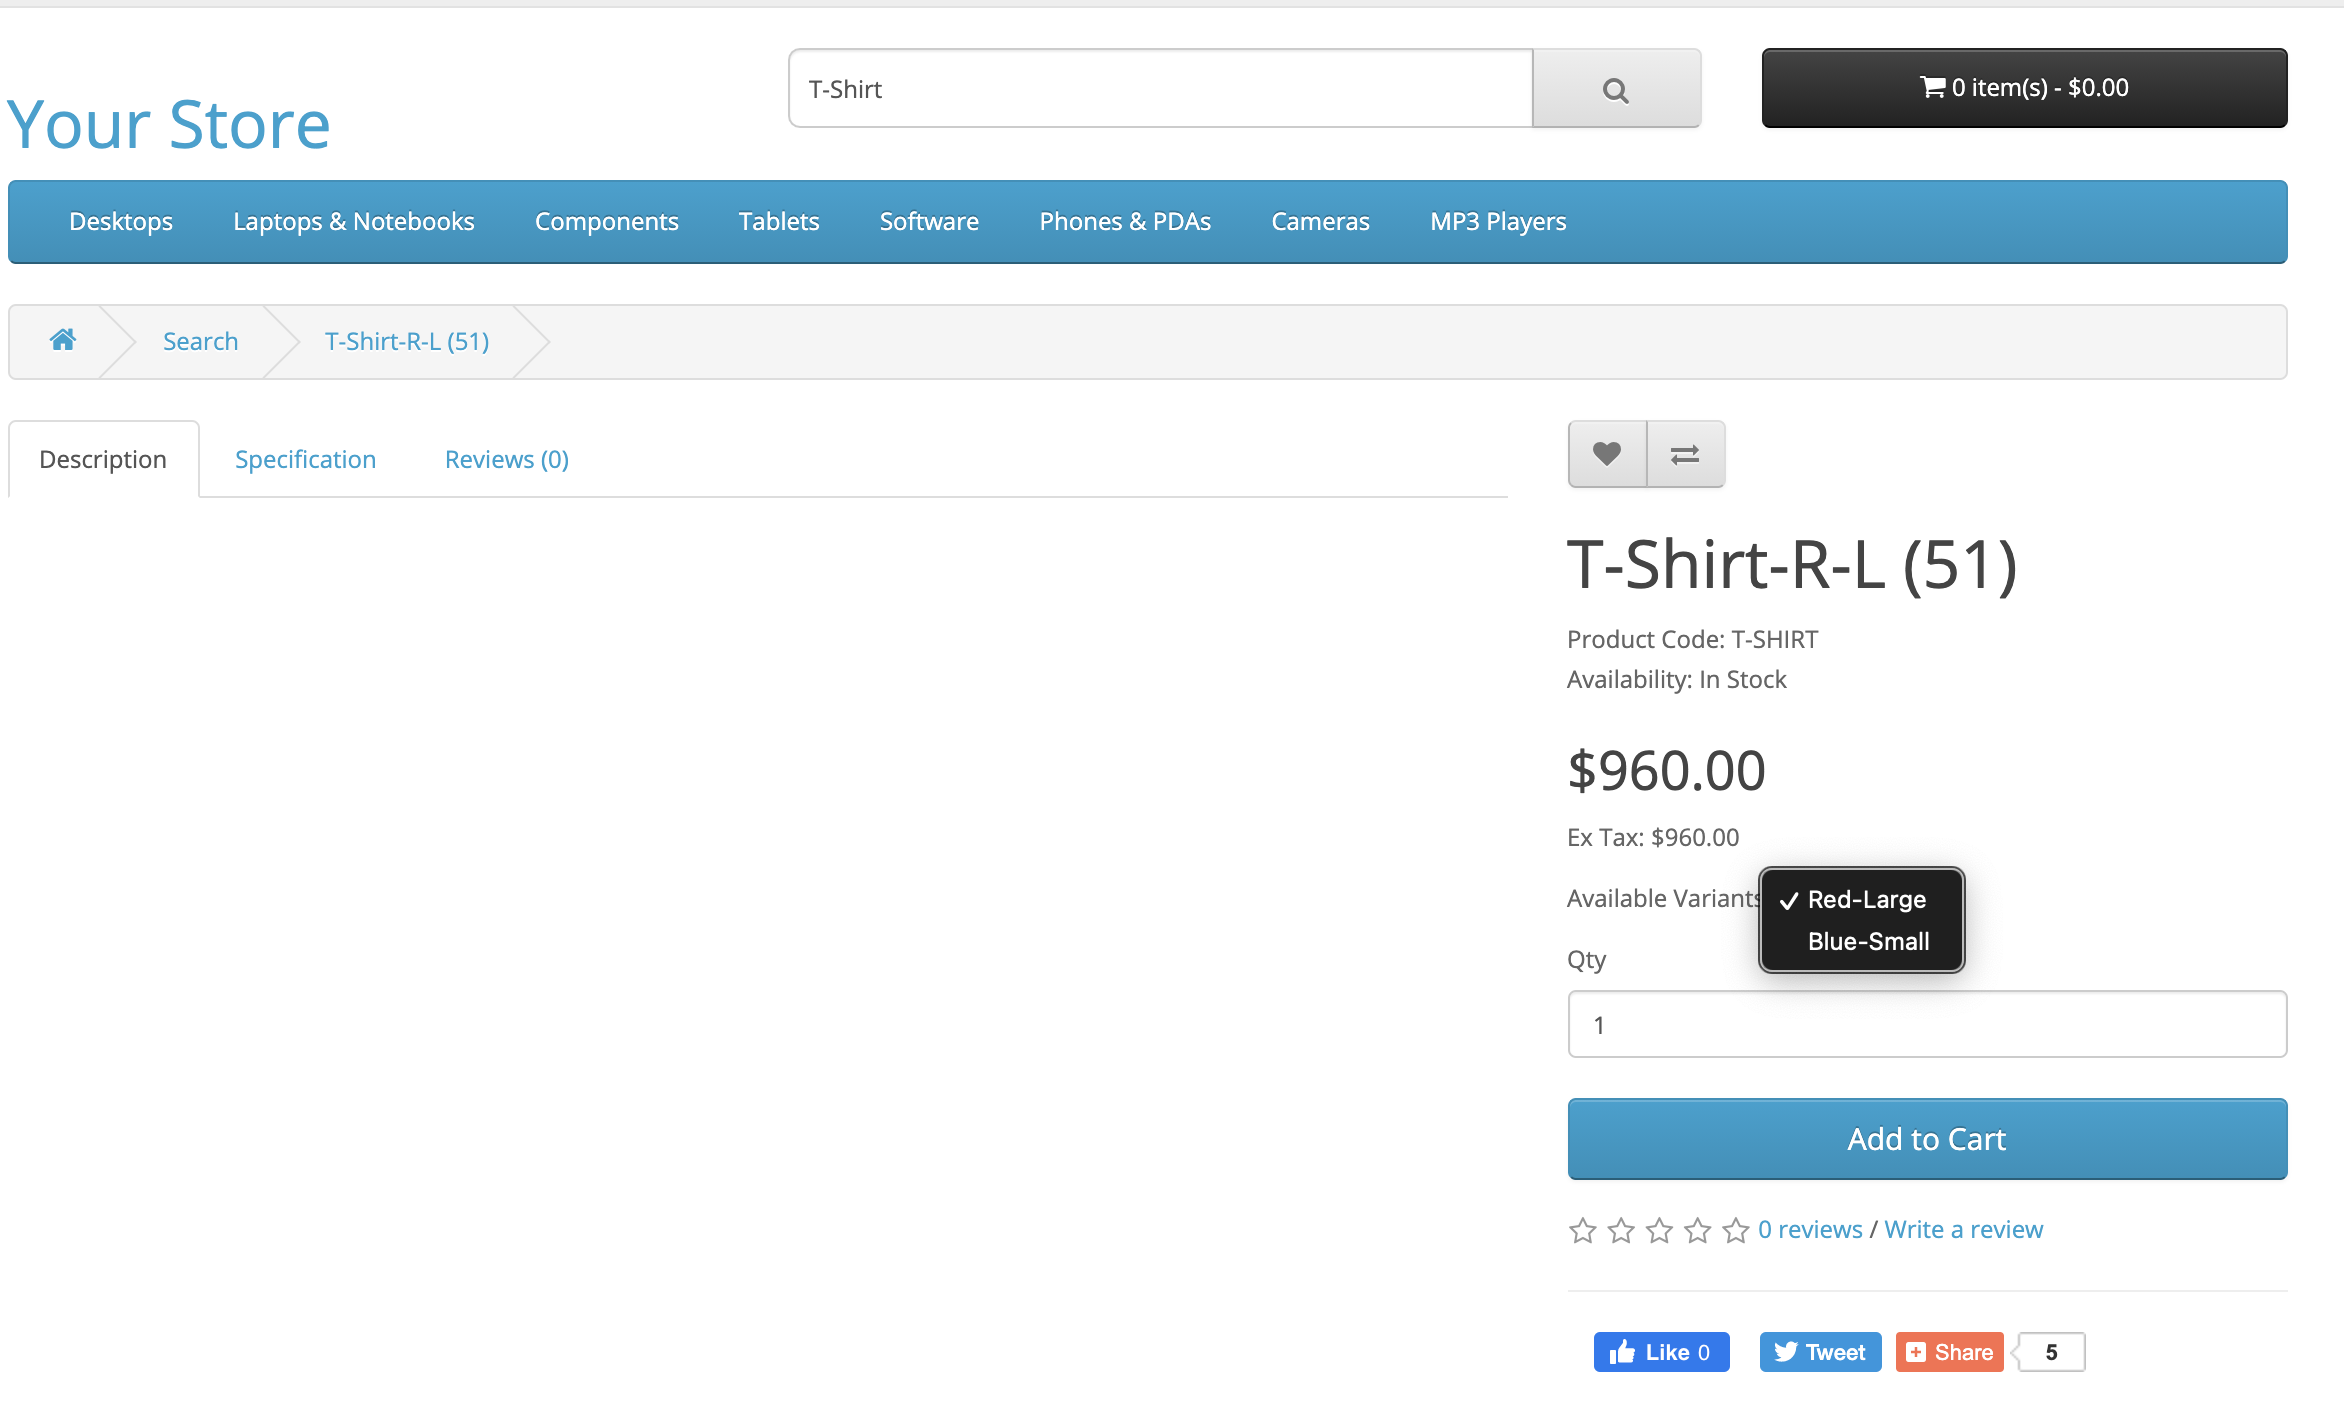 T-Shirt
0 item(s) - $0.00
Your Store
Desktops Laptops & Notebooks Components Tablets Software Phones & PDAs Cameras MP3 Players
Search T-Shirt-R-L (51)
Description Specification Reviews (0)
T-Shirt-R-L (51)
Product Code: T-SHIRT
Availability: In Stock
$960.00
Ex Tax: $960.00
Available Variants
Red-Large
Blue-Small
Qty
1
Add to Cart
0 reviews / Write a review
Like 0 Tweet Share 5